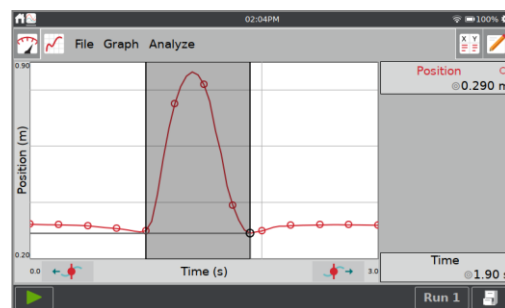 02:04PM
100%
File Graph Analyze
X Y
0.90
Position (m)
0.20
0.0
Time (s)
3.0
Position
0.290 m
Time
1.90 s
Run 1